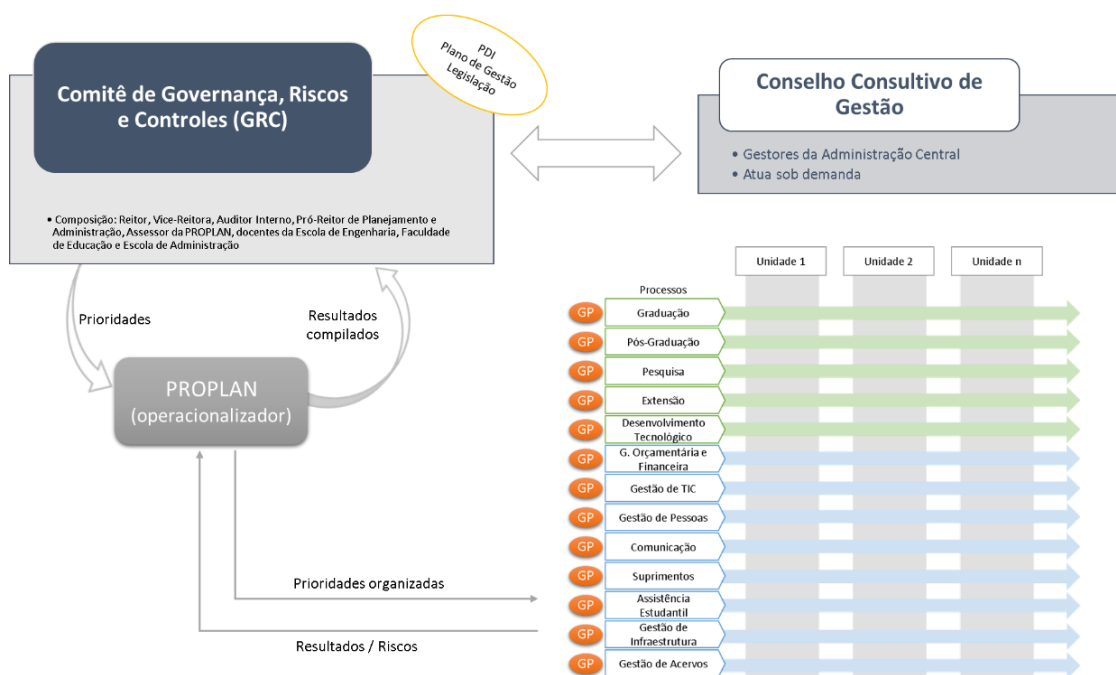 PDI
Plano de Gestão
Legislação
Comitê de Governança, Riscos
e Controles (GRC)
• Composição: Reitor, Vice-Reitora, Auditor Interno, Pró-Reitor de Planejamento e
Administração, Assessor da PROPLAN, docentes da Escola de Engenharia, Faculdade
de Educação e Escola de Administração
Conselho Consultivo de
Gestão
• Gestores da Administração Central
• Atua sob demanda
Prioridades
Resultados
compilados
PROPLAN
(operacionalizador)
Prioridades organizadas
Resultados / Riscos
Unidade 1
Unidade 2
Unidade n
Processos
GP
Graduação
GP
Pós-Graduação
GP
Pesquisa
GP
Extensão
GP
Desenvolvimento
Tecnológico
GP
G. Orçamentária e
Financeira
GP
Gestão de TIC
GP
Gestão de Pessoas
GP
Comunicação
GP
Suprimentos
GP
Assistência
Estudantil
GP
Gestão de
Infraestrutura
GP
Gestão de Acervos